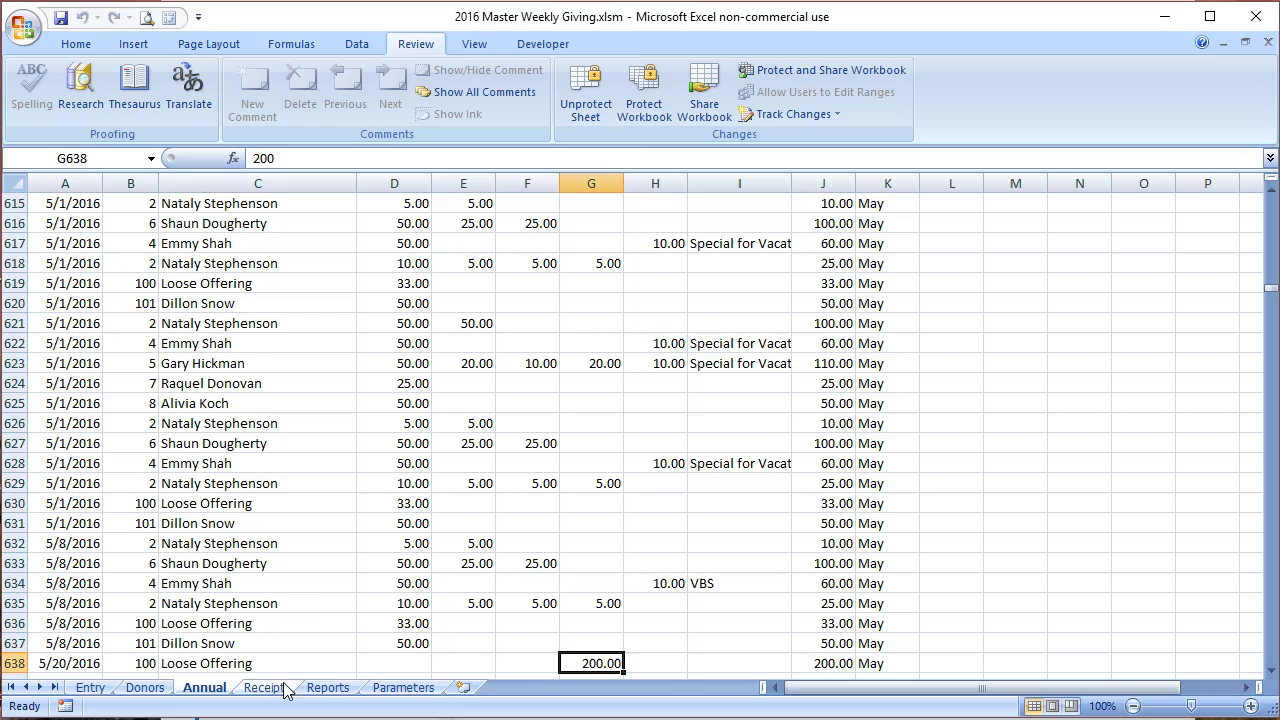 2016 Master Weekly Giving.xlsm - Microsoft Excel non-commercial use
Home Insert Page Layout Formulas Data Review View Developer
ABC Spelling Research Thesaurus Translate
New Comment Delete Previous Next
Show/Hide Comment
Show All Comments
Show Ink
Unprotect Sheet Protect Workbook Share Workbook
Protect and Share Workbook
Allow Users to Edit Ranges
Track Changes
Proofing Comments Changes
G638 fx 200
A B C D E F G H I J K L M N O P
615 5/1/2016 2 Nataly Stephenson 5.00 5.00 10.00 May
616 5/1/2016 6 Shaun Dougherty 50.00 25.00 25.00 100.00 May
617 5/1/2016 4 Emmy Shah 50.00 10.00 Special for Vacat 60.00 May
618 5/1/2016 2 Nataly Stephenson 10.00 5.00 5.00 5.00 25.00 May
619 5/1/2016 100 Loose Offering 33.00 33.00 May
620 5/1/2016 101 Dillon Snow 50.00 50.00 May
621 5/1/2016 2 Nataly Stephenson 50.00 50.00 100.00 May
622 5/1/2016 4 Emmy Shah 50.00 10.00 Special for Vacat 60.00 May
623 5/1/2016 5 Gary Hickman 50.00 20.00 10.00 20.00 10.00 Special for Vacat 110.00 May
624 5/1/2016 7 Raquel Donovan 25.00 25.00 May
625 5/1/2016 8 Alivia Koch 50.00 50.00 May
626 5/1/2016 2 Nataly Stephenson 5.00 5.00 10.00 May
627 5/1/2016 6 Shaun Dougherty 50.00 25.00 25.00 100.00 May
628 5/1/2016 4 Emmy Shah 50.00 10.00 Special for Vacat 60.00 May
629 5/1/2016 2 Nataly Stephenson 10.00 5.00 5.00 5.00 25.00 May
630 5/1/2016 100 Loose Offering 33.00 33.00 May
631 5/1/2016 101 Dillon Snow 50.00 50.00 May
632 5/8/2016 2 Nataly Stephenson 5.00 5.00 10.00 May
633 5/8/2016 6 Shaun Dougherty 50.00 25.00 25.00 100.00 May
634 5/8/2016 4 Emmy Shah 50.00 10.00 VBS 60.00 May
635 5/8/2016 2 Nataly Stephenson 10.00 5.00 5.00 5.00 25.00 May
636 5/8/2016 100 Loose Offering 33.00 33.00 May
637 5/8/2016 101 Dillon Snow 50.00 50.00 May
638 5/20/2016 100 Loose Offering 200.00 200.00 May
Entry Donors Annual Receipt Reports Parameters
Ready 100%